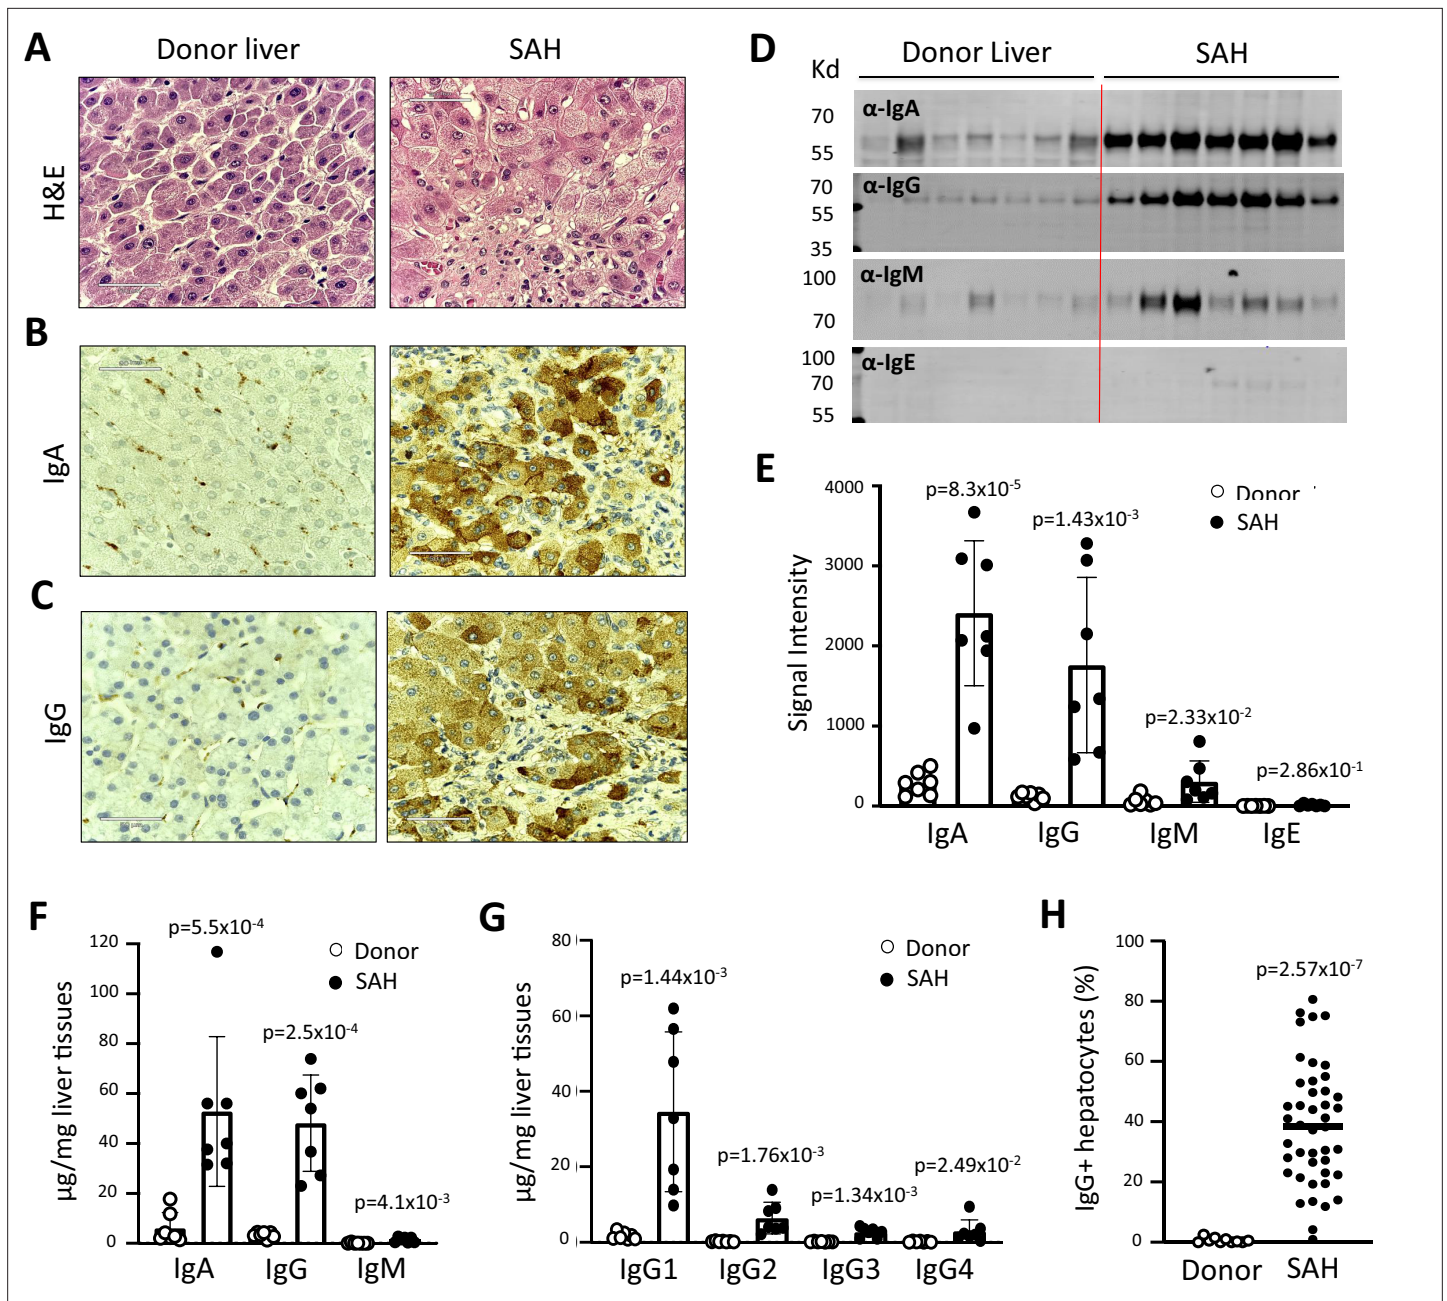 A
Donor liver
SAH
H&E
B
IgA
C
IgG
D
Donor Liver
SAH
Kd
α-IgA
70
55
α-IgG
70
55
35
α-IgM
100
70
α-IgE
100
70
55
E
Signal Intensity
4000
3000
2000
1000
0
p=8.3x10⁻⁵
p=1.43x10⁻³
p=2.33x10⁻²
p=2.86x10⁻¹
Donor
SAH
IgA
IgG
IgM
IgE
F
µg/mg liver tissues
120
100
80
60
40
20
0
p=5.5x10⁻⁴
p=2.5x10⁻⁴
p=4.1x10⁻³
Donor
SAH
IgA
IgG
IgM
G
µg/mg liver tissues
80
60
40
20
0
p=1.44x10⁻³
p=1.76x10⁻³
p=1.34x10⁻³
p=2.49x10⁻²
Donor
SAH
IgG1
IgG2
IgG3
IgG4
H
IgG+ hepatocytes (%)
100
80
60
40
20
0
p=2.57x10⁻⁷
Donor
SAH